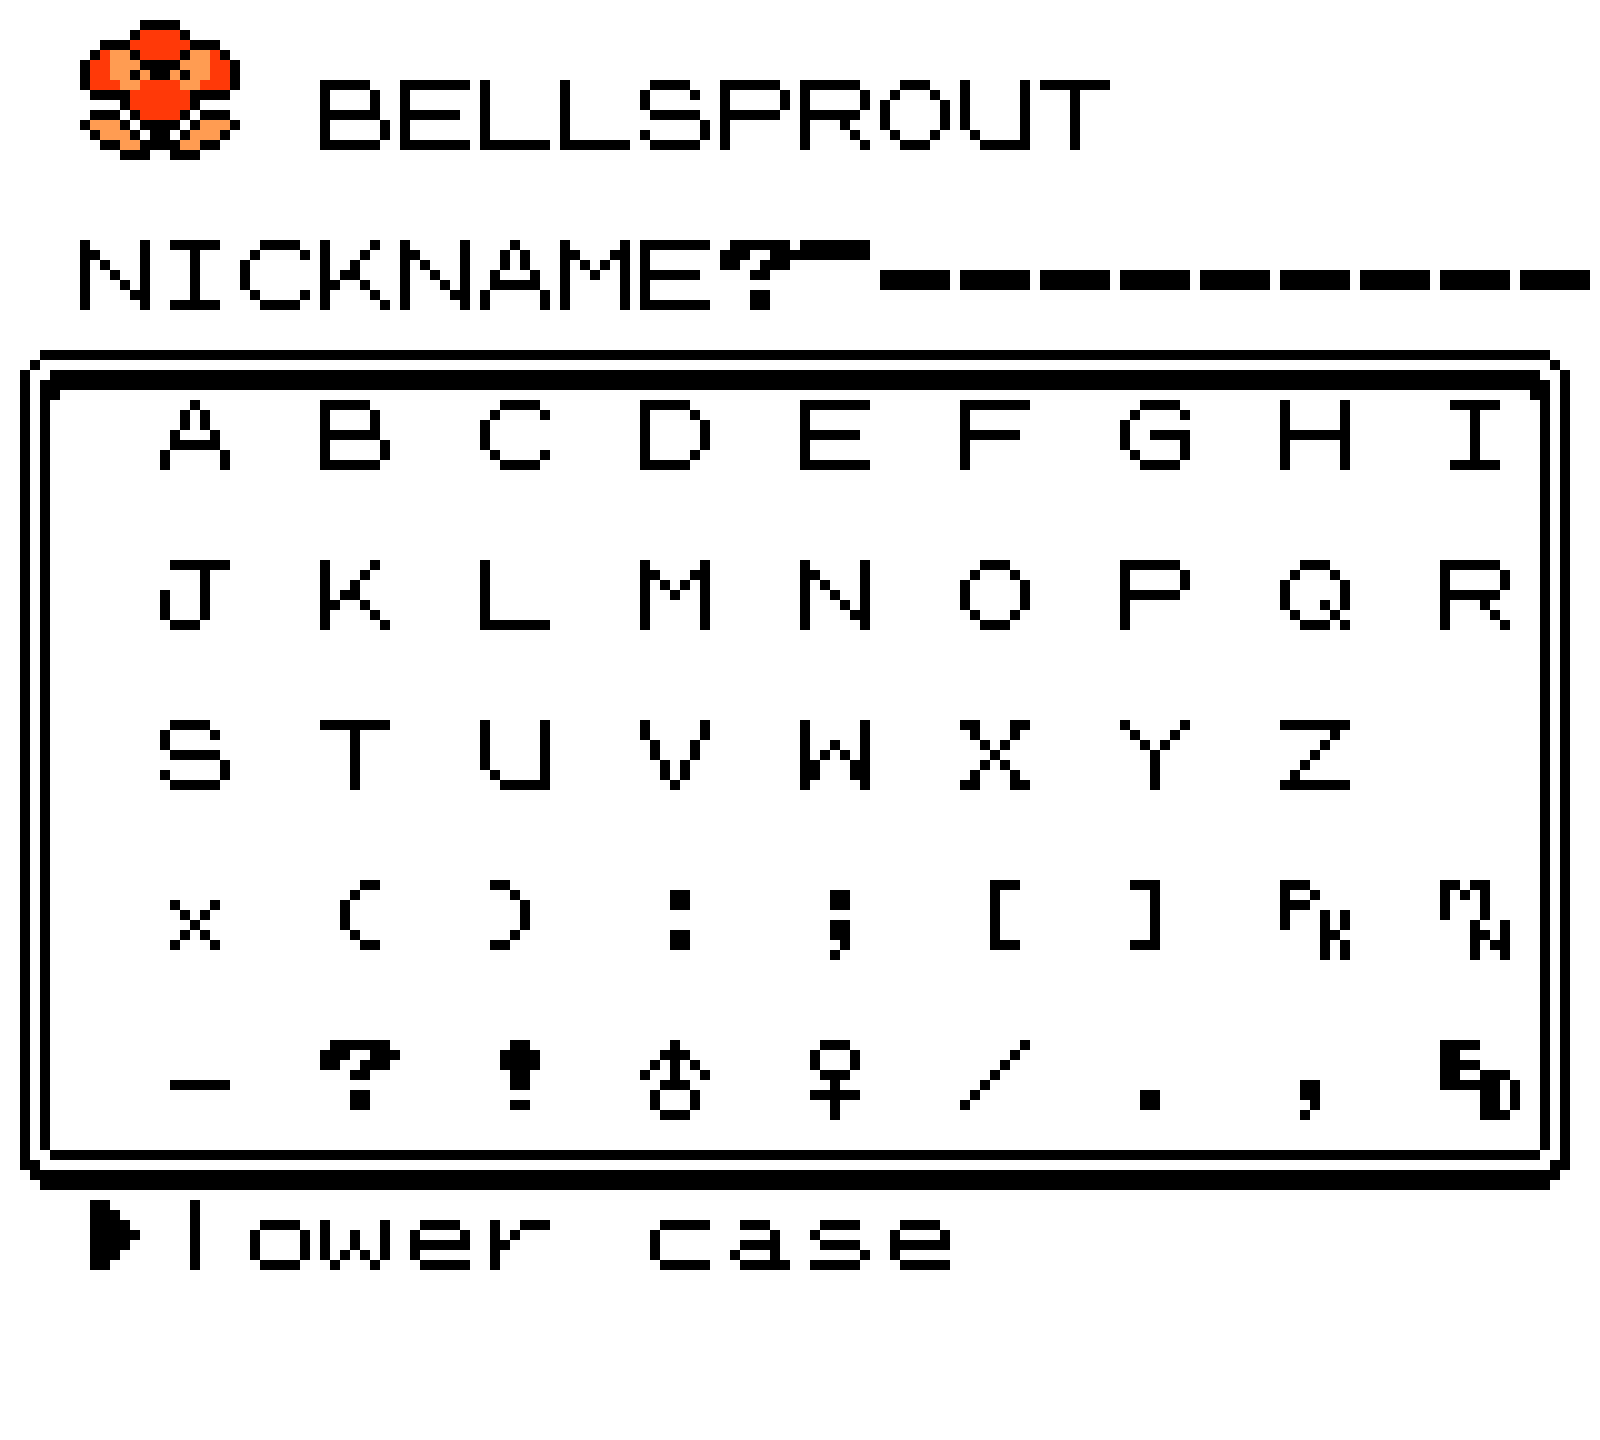 BELLSPROUT
NICKNAME?
A B C D E F G H I
J K L M N O P Q R
S T U V W X Y Z
× ( ) : ; [ ] PK MN
- ? ! ♂ ♀ / . , ED
▶lower case